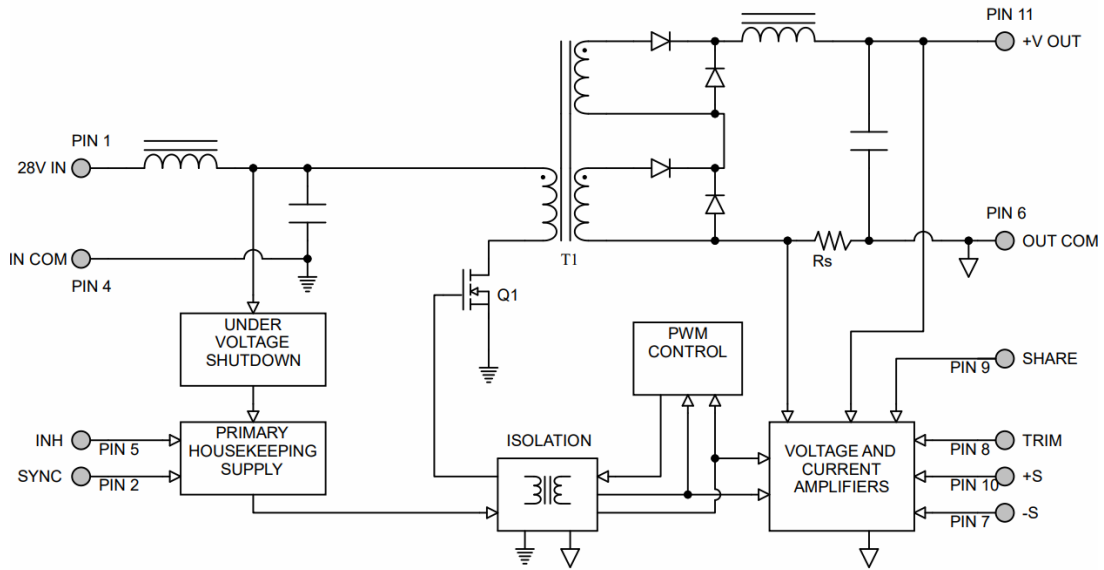 PIN 11
+V OUT
PIN 1
28V IN
PIN 6
OUT COM
IN COM
PIN 4
T1
Rs
Q1
UNDER
VOLTAGE
SHUTDOWN
PWM
CONTROL
SHARE
PIN 9
INH
PIN 5
SYNC
PIN 2
PRIMARY
HOUSEKEEPING
SUPPLY
ISOLATION
VOLTAGE AND
CURRENT
AMPLIFIERS
TRIM
PIN 8
+S
PIN 10
-S
PIN 7